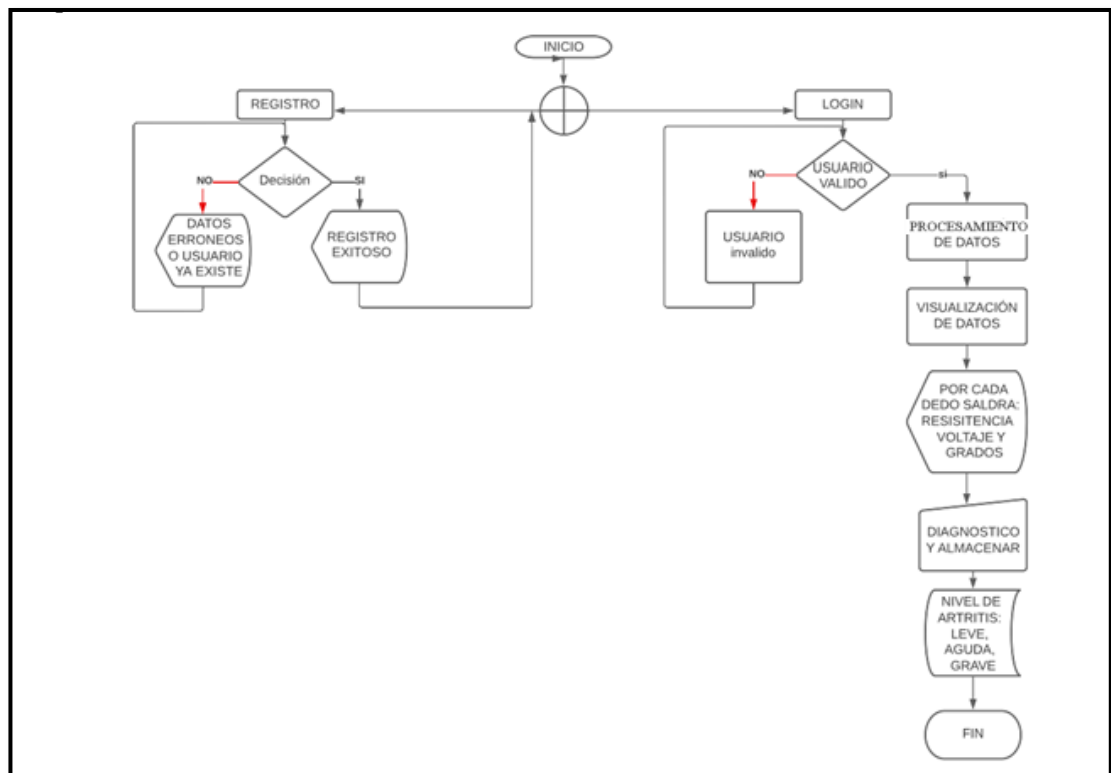 INICIO
REGISTRO
LOGIN
Decisión
NO
SI
DATOS
ERRONEOS
O USUARIO
YA EXISTE
REGISTRO
EXITOSO
USUARIO
VALIDO
NO
si
USUARIO
invalido
PROCESAMIENTO
DE DATOS
VISUALIZACIÓN
DE DATOS
POR CADA
DEDO SALDRA:
RESISITENCIA
VOLTAJE Y
GRADOS
DIAGNOSTICO
Y ALMACENAR
NIVEL DE
ARTRITIS:
LEVE,
AGUDA,
GRAVE
FIN